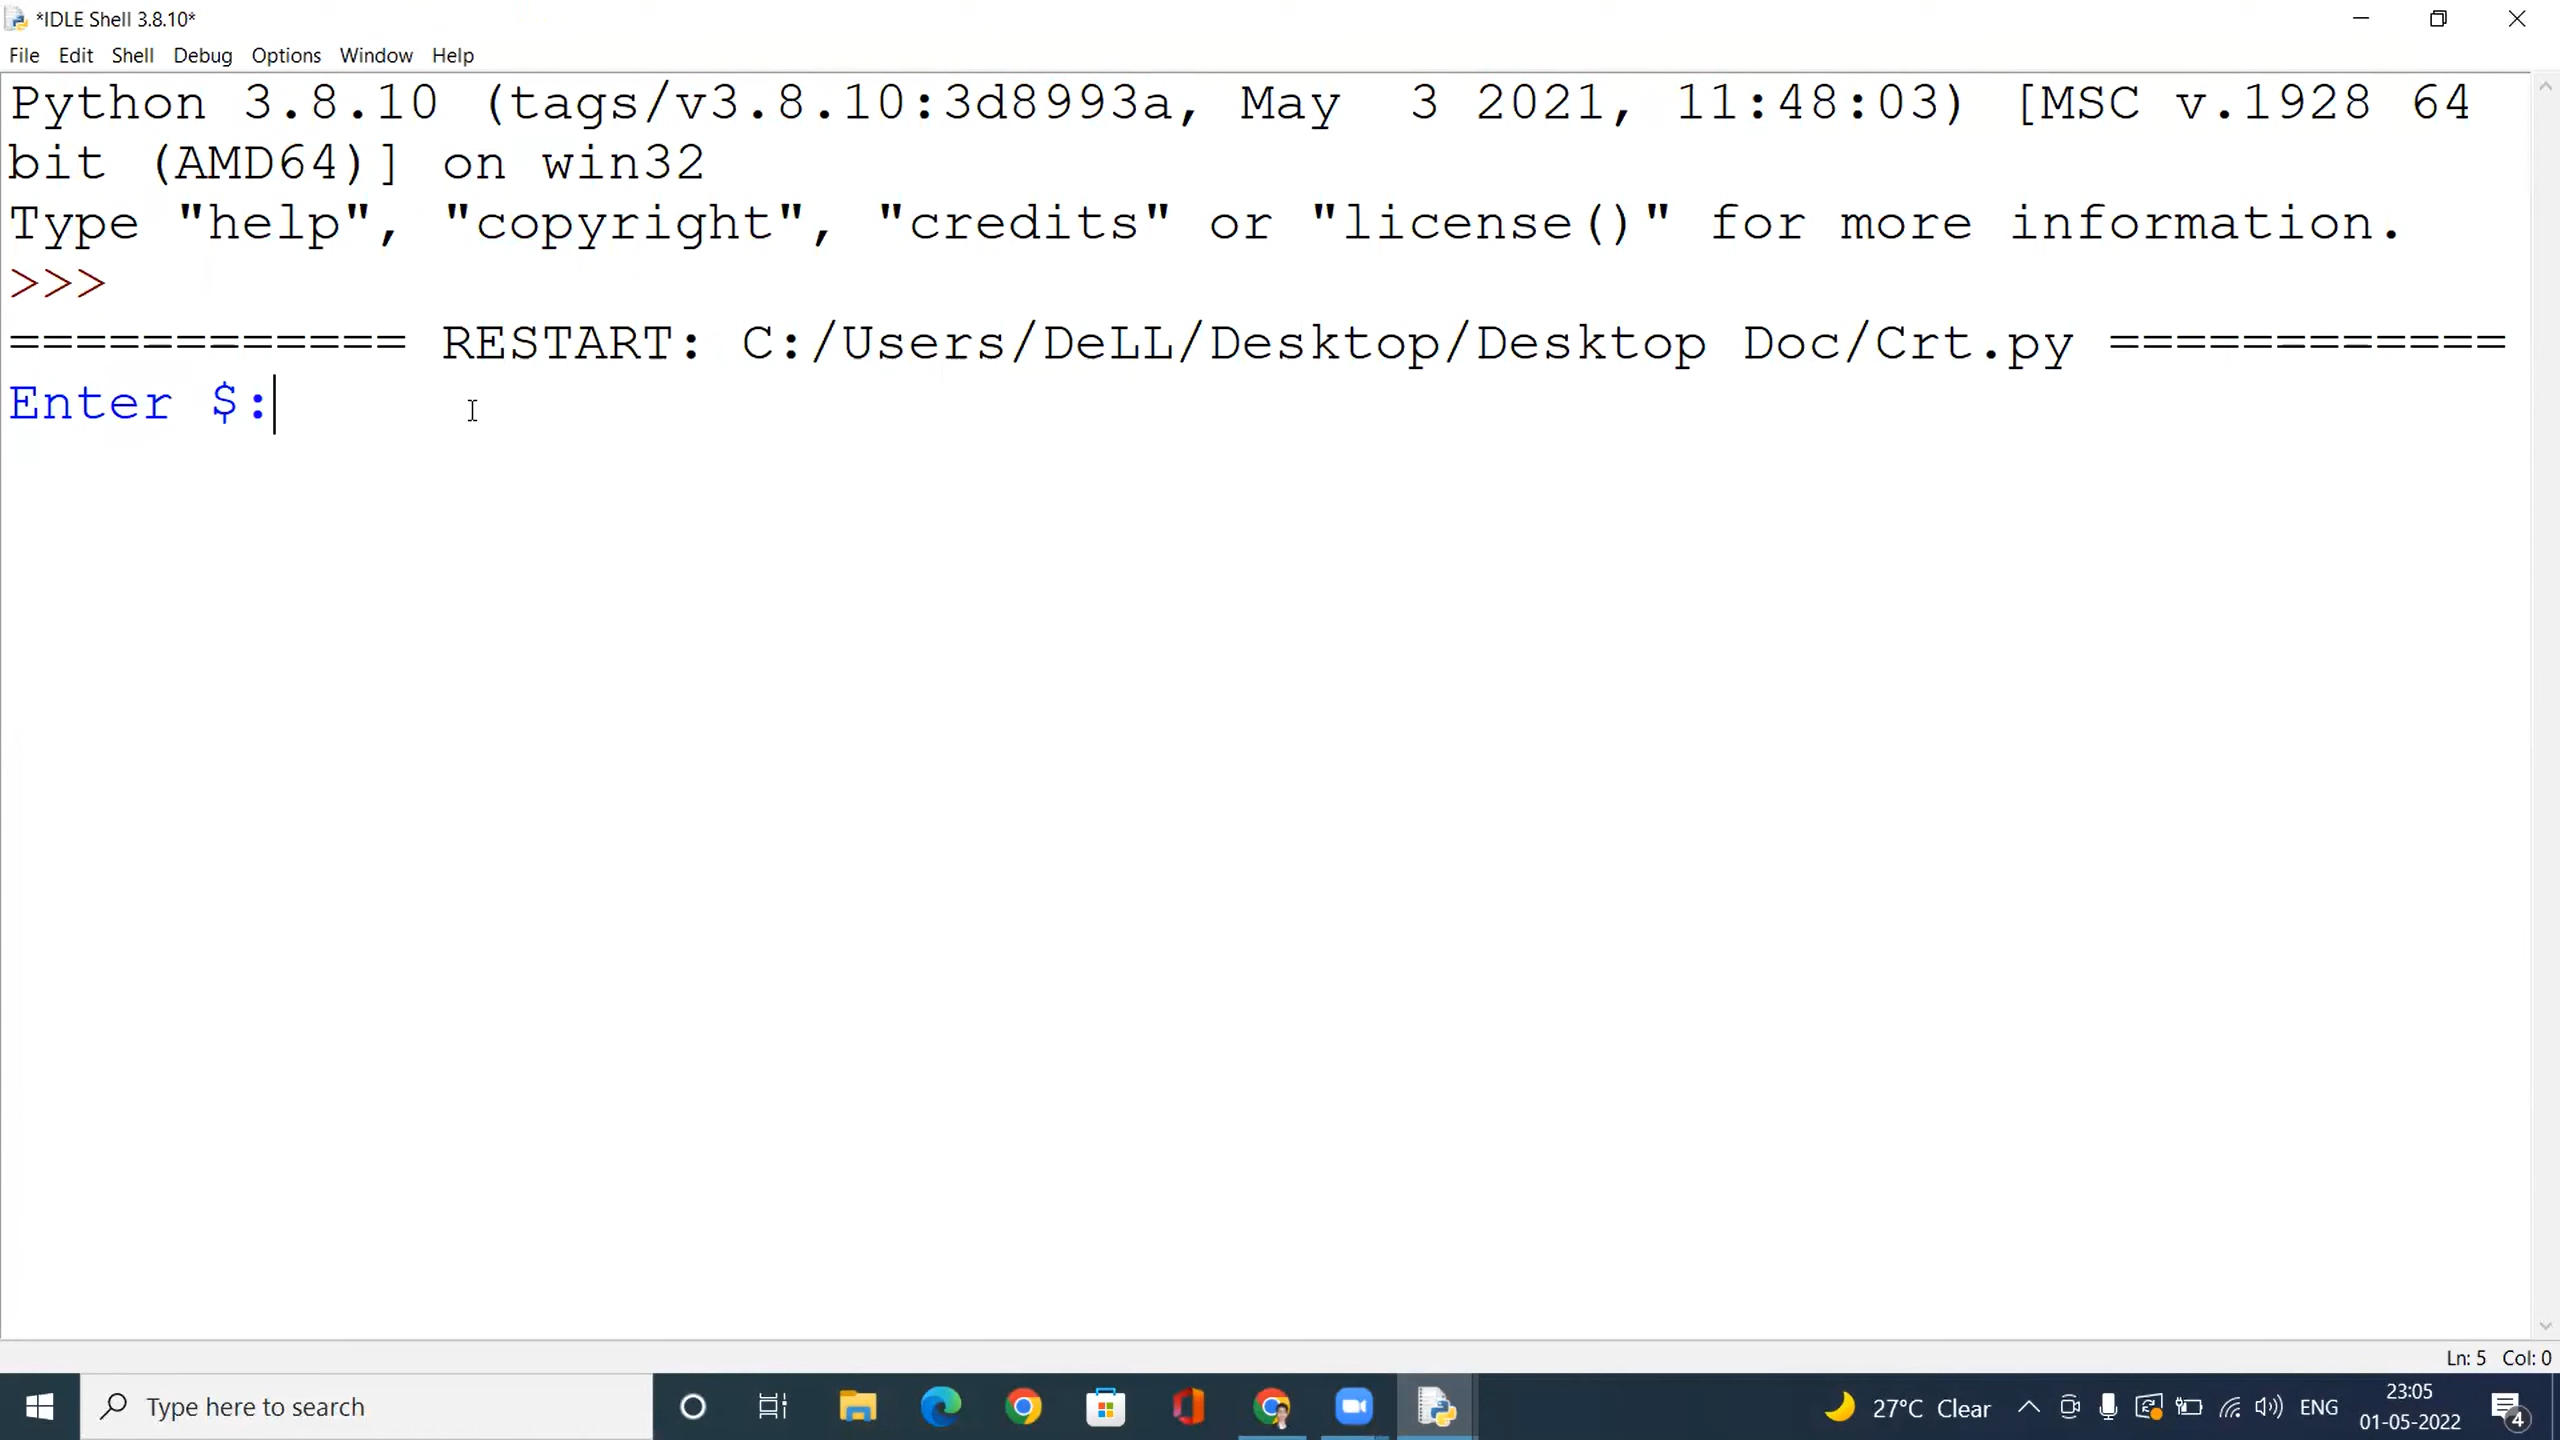 *IDLE Shell 3.8.10*
File Edit Shell Debug Options Window Help
Python 3.8.10 (tags/v3.8.10:3d8993a, May  3 2021, 11:48:03) [MSC v.1928 64
bit (AMD64)] on win32
Type "help", "copyright", "credits" or "license()" for more information.
>>>
============ RESTART: C:/Users/DeLL/Desktop/Desktop Doc/Crt.py ============
Enter $:
Ln: 5 Col: 0
Type here to search
27°C Clear
ENG
23:05
01-05-2022
4